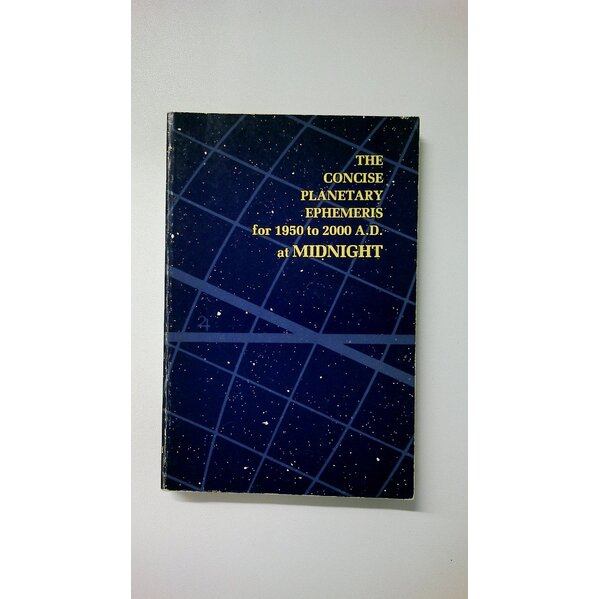 THE
CONCISE
PLANETARY
EPHEMERIS
for 1950 to 2000 A.D.
at MIDNIGHT